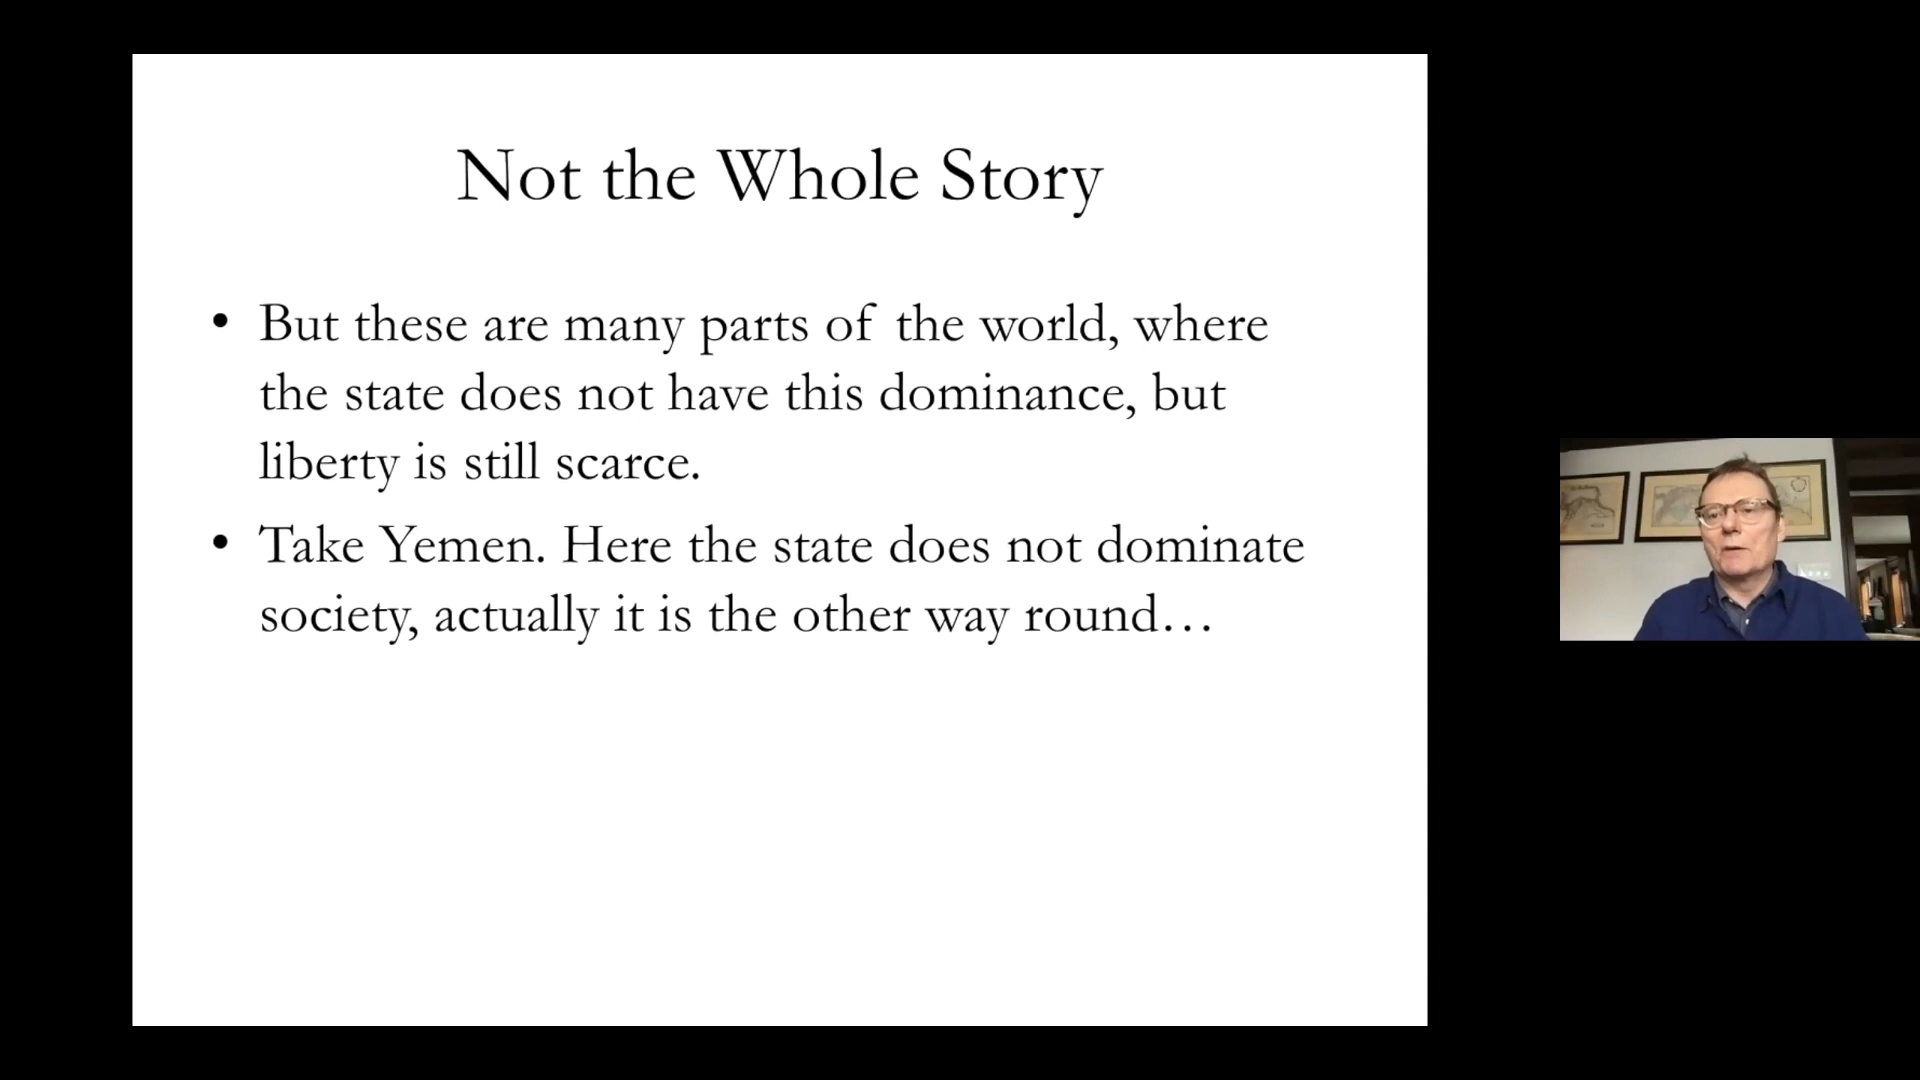 Not the Whole Story
• But these are many parts of the world, where
the state does not have this dominance, but
liberty is still scarce.
• Take Yemen. Here the state does not dominate
society, actually it is the other way round…